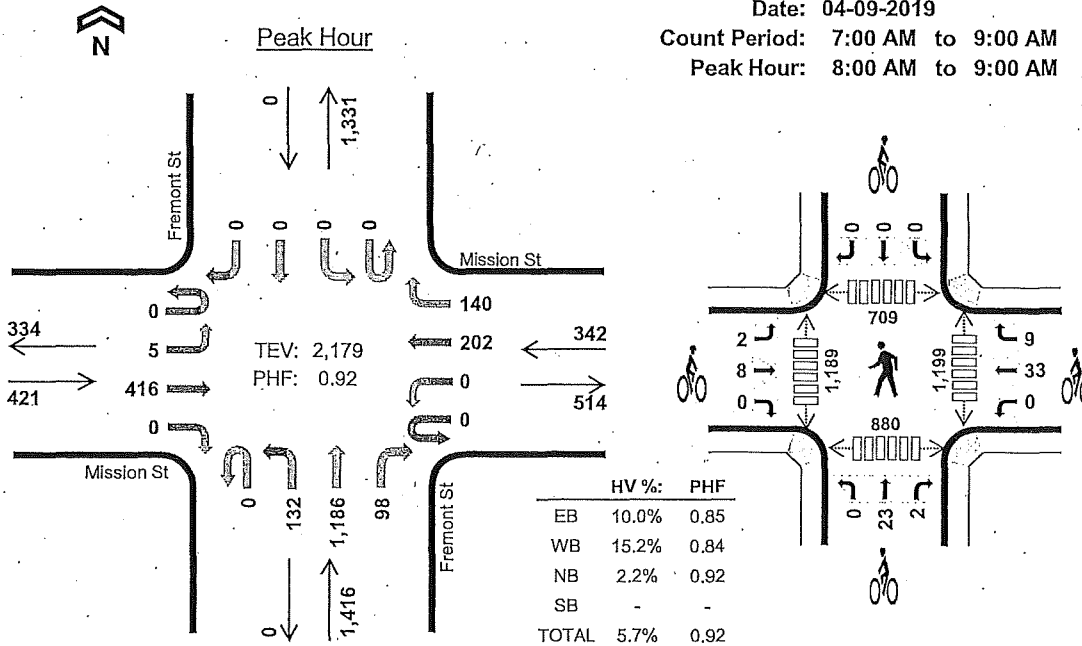 Date: 04-09-2019
Count Period: 7:00 AM to 9:00 AM
Peak Hour: 8:00 AM to 9:00 AM
N
Peak Hour
0
1,331
Fremont St
0 0 0 0
Mission St
0
5
416
0
334
421
TEV: 2,179
PHF: 0.92
140
202
0
0
342
514
Mission St
0 132 1,186 98
Fremont St
0
1,416
HV %: PHF
EB 10.0% 0.85
WB 15.2% 0.84
NB 2.2% 0.92
SB - -
TOTAL 5.7% 0.92
0 0 0
709
2
8
0
1,189
1,199
9
33
0
880
0 23 2